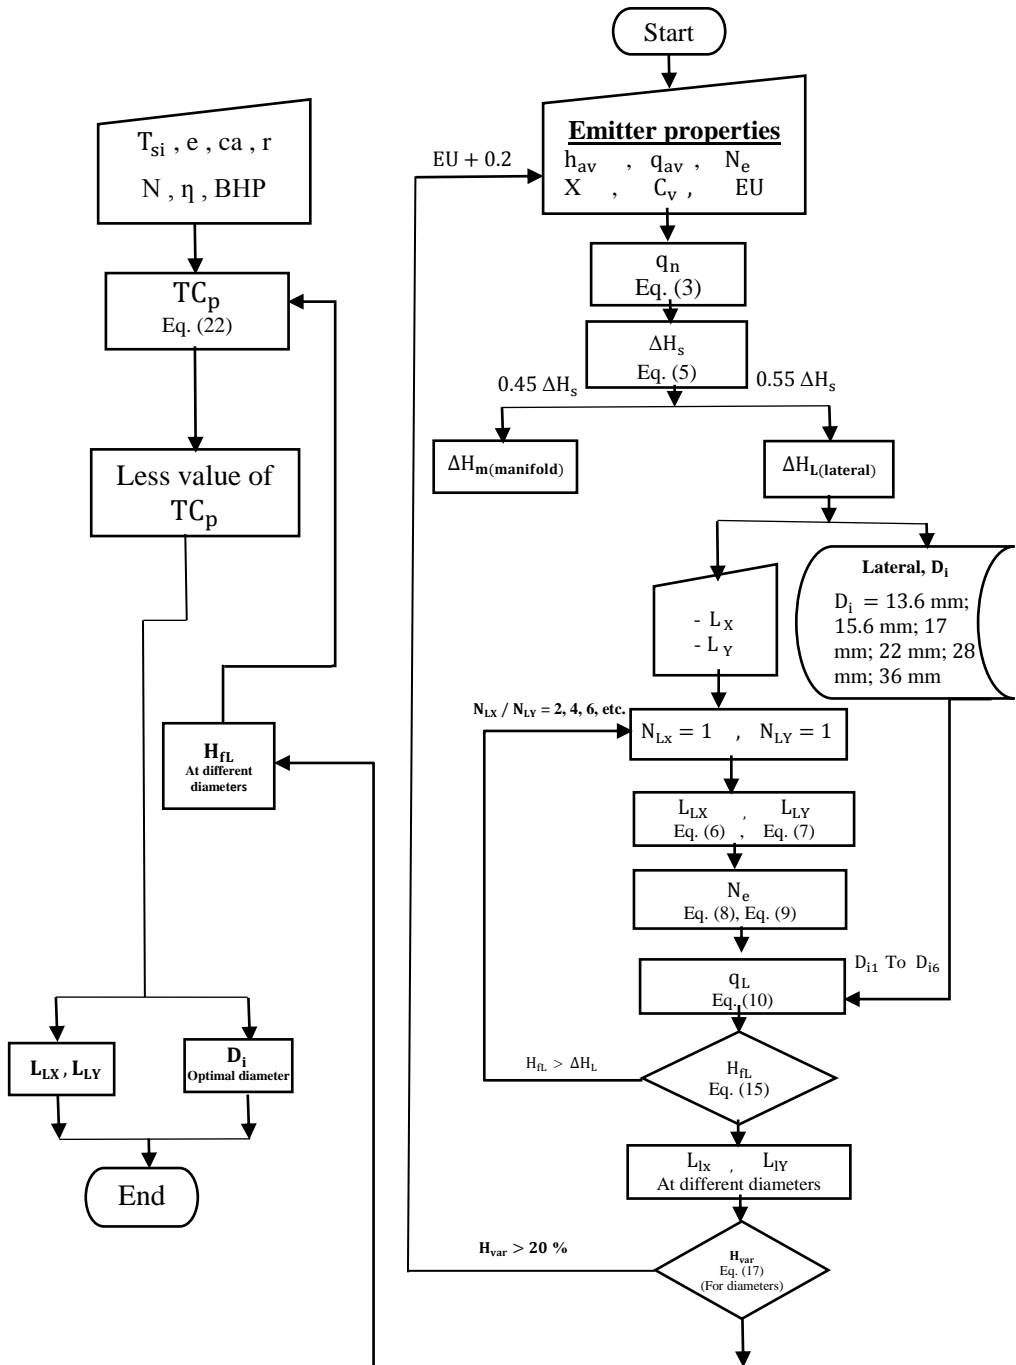 Start
Emitter properties
h_av , q_av , N_e
X , C_v , EU
EU + 0.2
q_n
Eq. (3)
ΔH_s
Eq. (5)
0.45 ΔH_s
0.55 ΔH_s
ΔH_m(manifold)
ΔH_L(lateral)
- L_X
- L_Y
Lateral, D_i
D_i = 13.6 mm;
15.6 mm; 17
mm; 22 mm; 28
mm; 36 mm
N_LX / N_LY = 2, 4, 6, etc.
N_Lx = 1 , N_LY = 1
L_LX , L_LY
Eq. (6) , Eq. (7)
N_e
Eq. (8), Eq. (9)
D_i1 To D_i6
q_L
Eq. (10)
H_fL > ΔH_L
H_fL
Eq. (15)
L_lx , L_lY
At different diameters
H_var > 20 %
H_var
Eq. (17)
(For diameters)
T_si , e , ca , r
N , η , BHP
TC_p
Eq. (22)
Less value of
TC_p
H_fL
At different
diameters
L_LX , L_LY
D_i
Optimal diameter
End